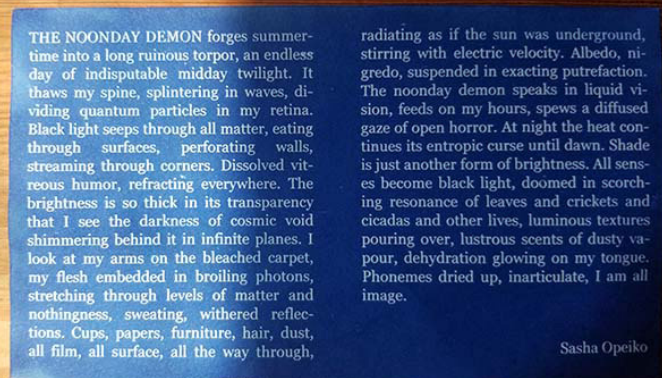 THE NOONDAY DEMON forges summer-
time into a long ruinous torpor, an endless
day of indisputable midday twilight. It
thaws my spine, splintering in waves, di-
viding quantum particles in my retina.
Black light seeps through all matter, eating
through surfaces, perforating walls,
streaming through corners. Dissolved vit-
reous humor, refracting everywhere. The
brightness is so thick in its transparency
that I see the darkness of cosmic void
shimmering behind it in infinite planes. I
look at my arms on the bleached carpet,
my flesh embedded in broiling photons,
stretching through levels of matter and
nothingness, sweating, withered reflec-
tions. Cups, papers, furniture, hair, dust,
all film, all surface, all the way through,
radiating as if the sun was underground,
stirring with electric velocity. Albedo, ni-
gredo, suspended in exacting putrefaction.
The noonday demon speaks in liquid vi-
sion, feeds on my hours, spews a diffused
gaze of open horror. At night the heat con-
tinues its entropic curse until dawn. Shade
is just another form of brightness. All sens-
es become black light, doomed in scorch-
ing resonance of leaves and crickets and
cicadas and other lives, luminous textures
pouring over, lustrous scents of dusty va-
pour, dehydration glowing on my tongue.
Phonemes dried up, inarticulate, I am all
image.
Sasha Opeiko